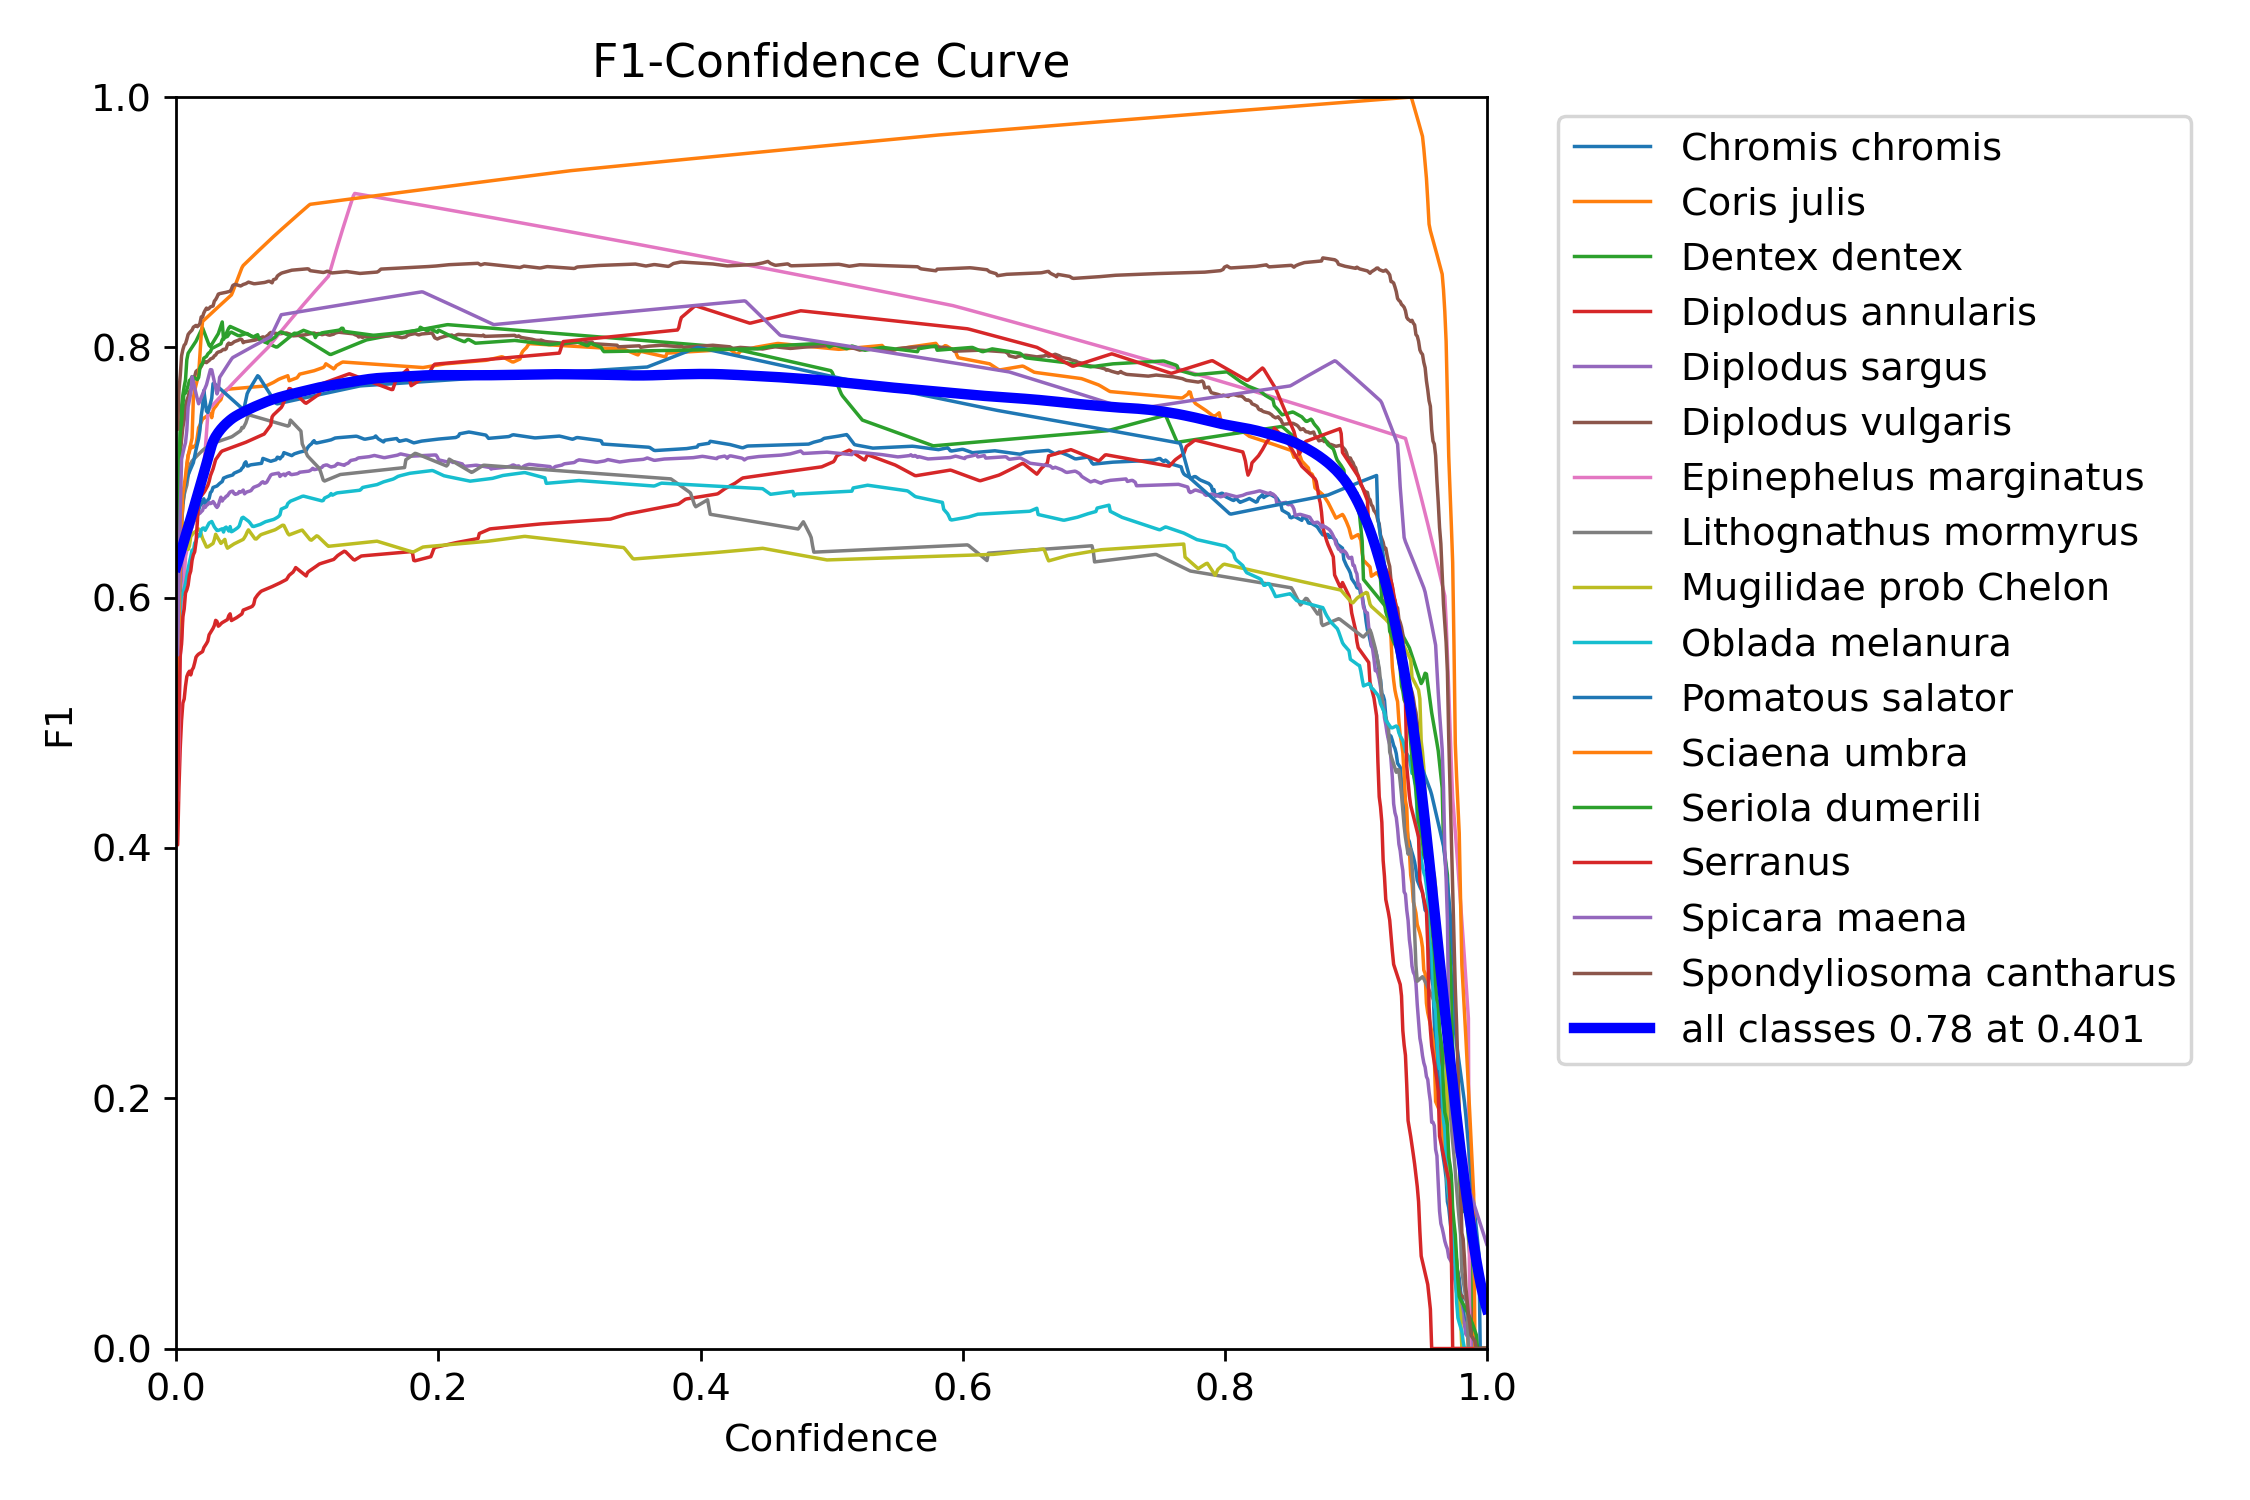 F1-Confidence Curve
1.0
0.8
0.6
0.4
0.2
0.0
F1
0.0 0.2 0.4 0.6 0.8 1.0
Confidence
Chromis chromis
Coris julis
Dentex dentex
Diplodus annularis
Diplodus sargus
Diplodus vulgaris
Epinephelus marginatus
Lithognathus mormyrus
Mugilidae prob Chelon
Oblada melanura
Pomatous salator
Sciaena umbra
Seriola dumerili
Serranus
Spicara maena
Spondyliosoma cantharus
all classes 0.78 at 0.401